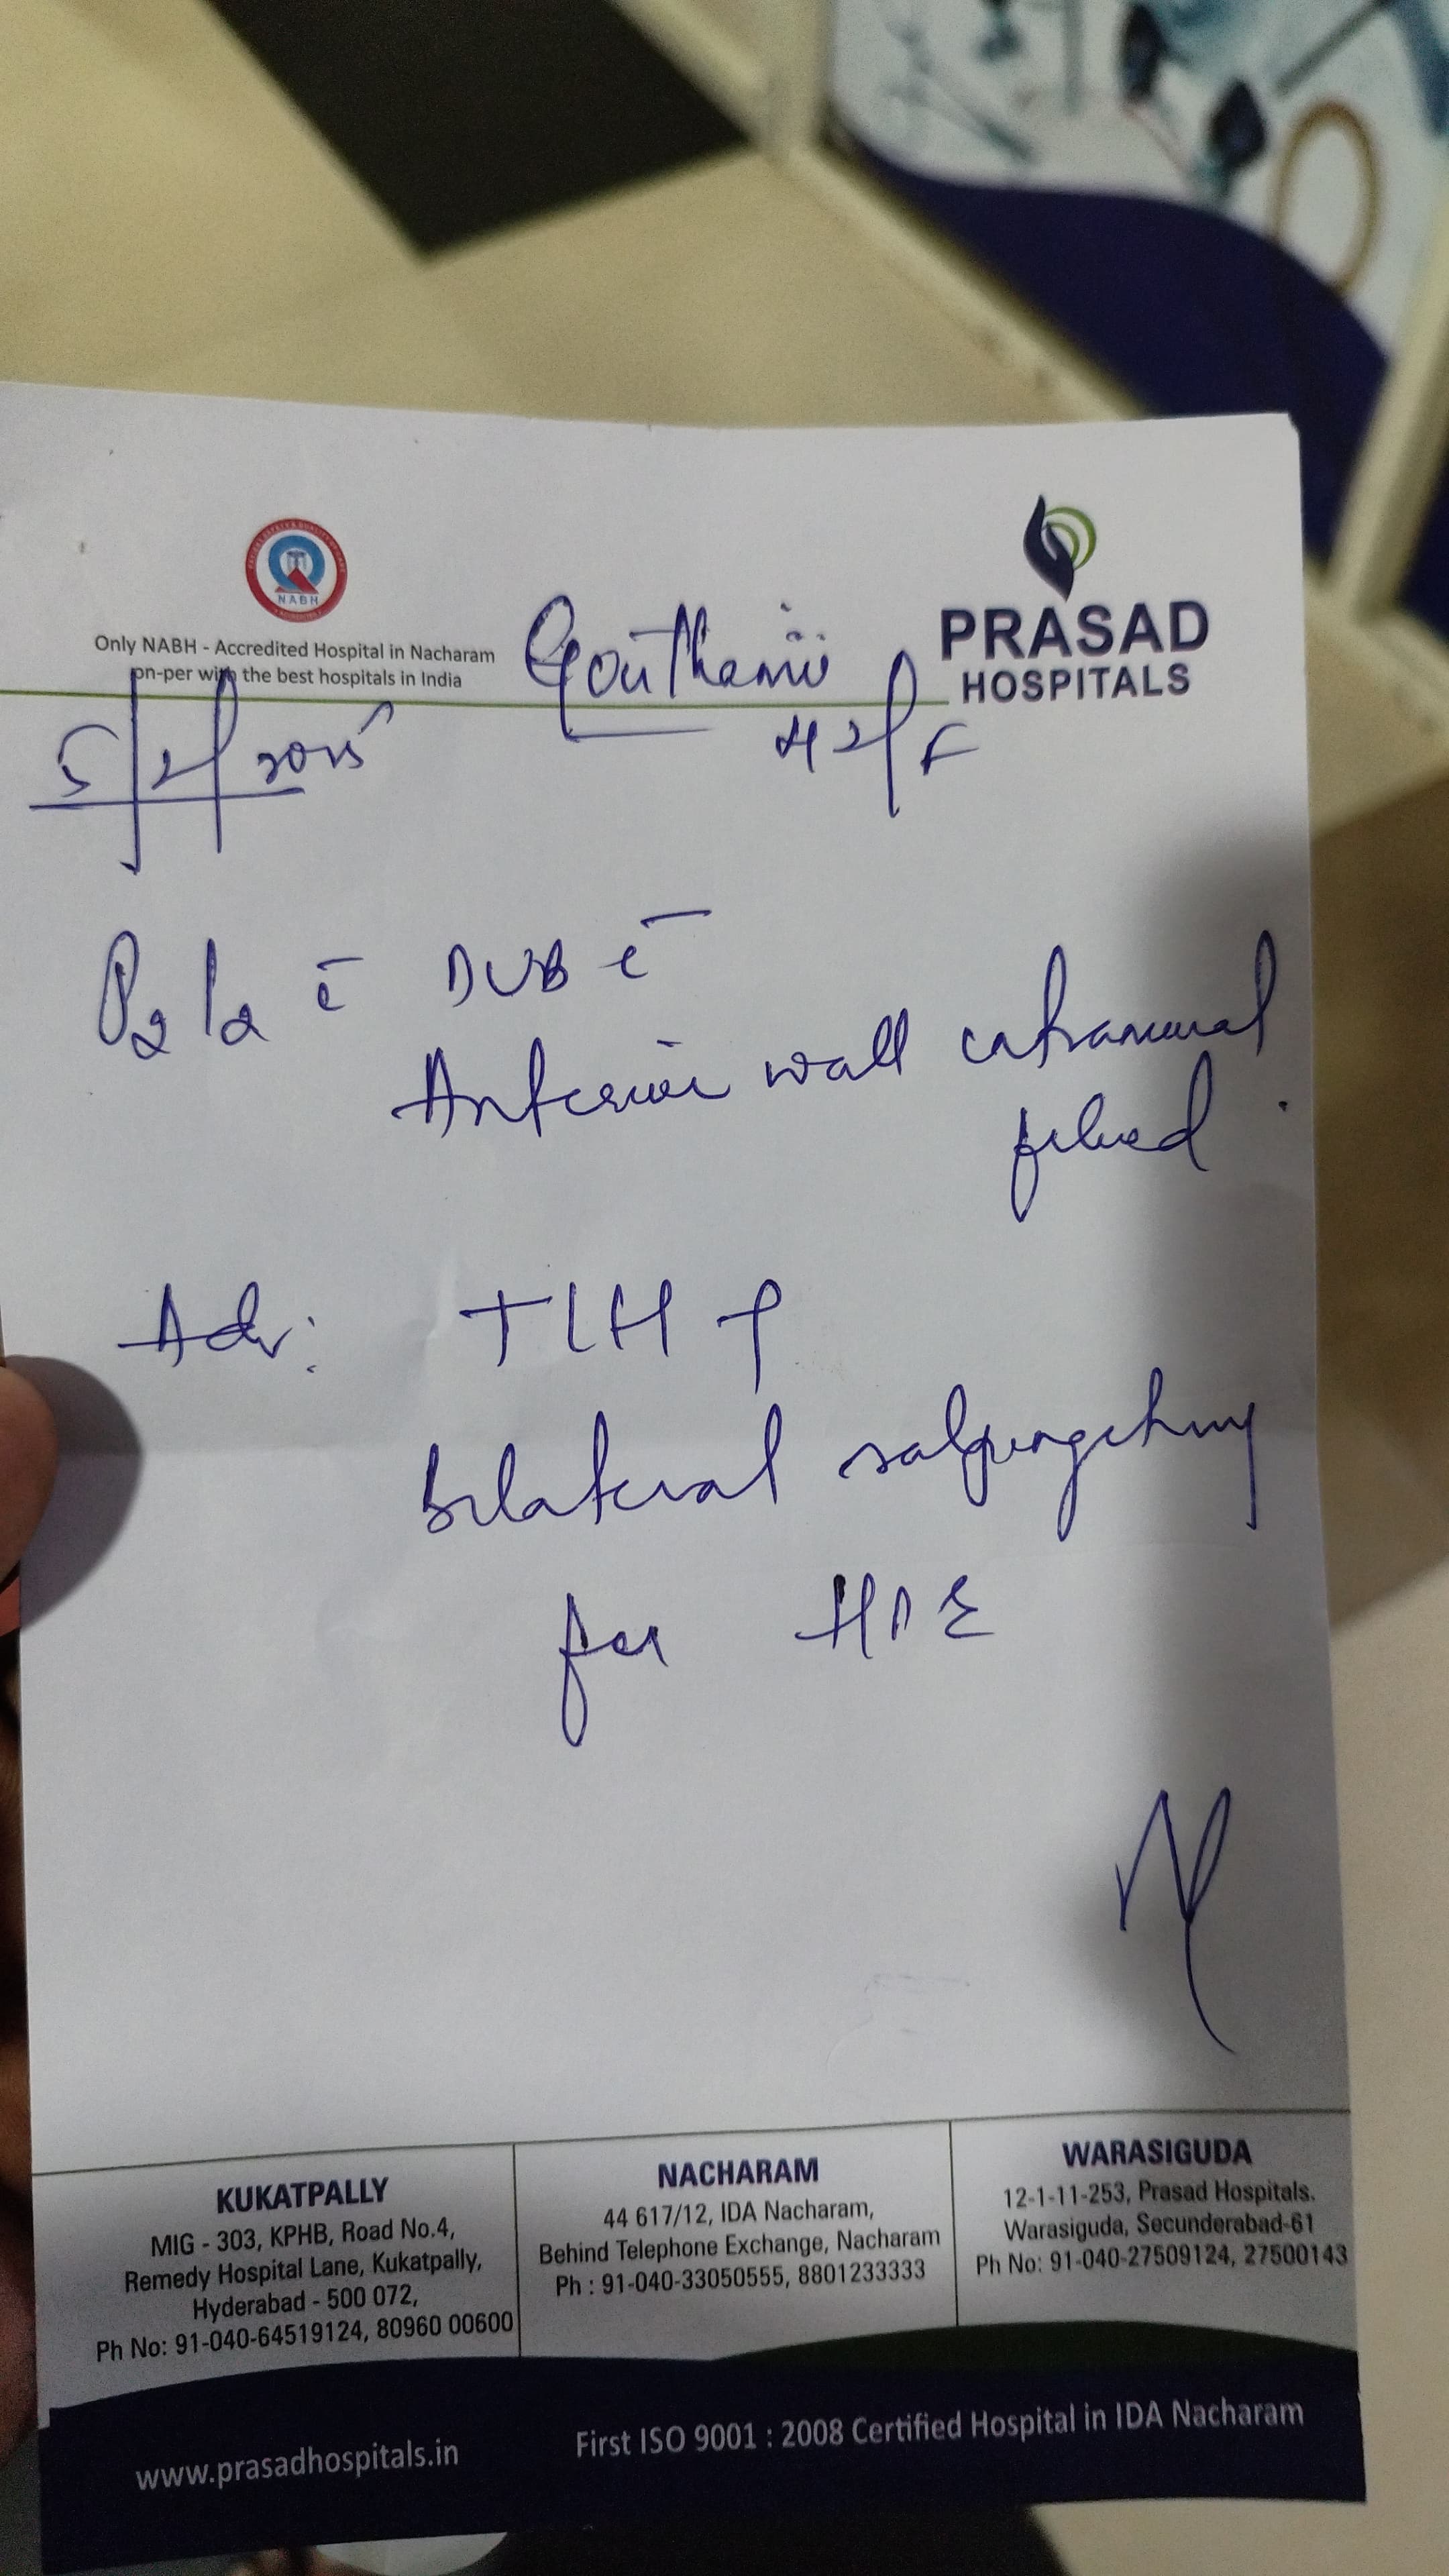 NABH
Only NABH - Accredited Hospital in Nacharam
on-per with the best hospitals in India
PRASAD
HOSPITALS
Gouthami
42/F
5/2/2025
P2 L2 c̄ DUB c̄
Anterior wall intramural
fibroid.
Adv: TLH +
Bilateral salpingectomy
for HPE
KUKATPALLY
MIG - 303, KPHB, Road No.4,
Remedy Hospital Lane, Kukatpally,
Hyderabad - 500 072,
Ph No: 91-040-64519124, 80960 00600
NACHARAM
44 617/12, IDA Nacharam,
Behind Telephone Exchange, Nacharam
Ph : 91-040-33050555, 8801233333
WARASIGUDA
12-1-11-253, Prasad Hospitals.
Warasiguda, Secunderabad-61
Ph No: 91-040-27509124, 27500143
www.prasadhospitals.in
First ISO 9001 : 2008 Certified Hospital in IDA Nacharam